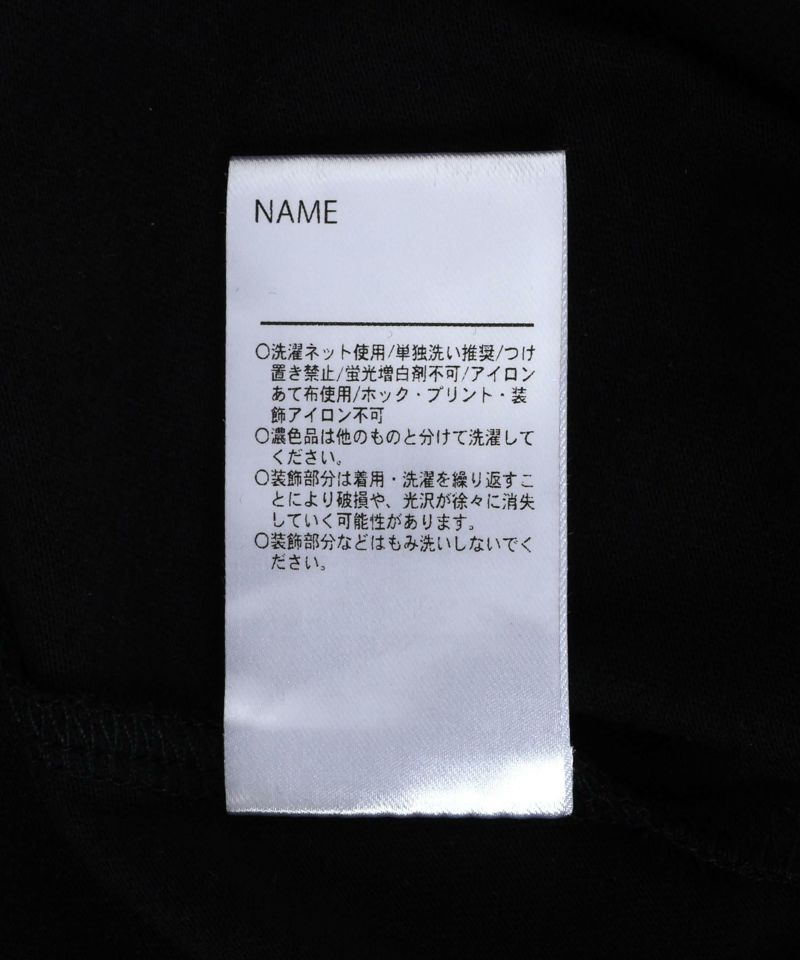 NAME
○洗濯ネット使用/単独洗い推奨/つけ
置き禁止/蛍光増白剤不可/アイロン
あて布使用/ホック・プリント・装
飾アイロン不可
○濃色品は他のものと分けて洗濯して
ください。
○装飾部分は着用・洗濯を繰り返すこ
とにより破損や、光沢が徐々に消失
していく可能性があります。
○装飾部分などはもみ洗いしないでく
ださい。